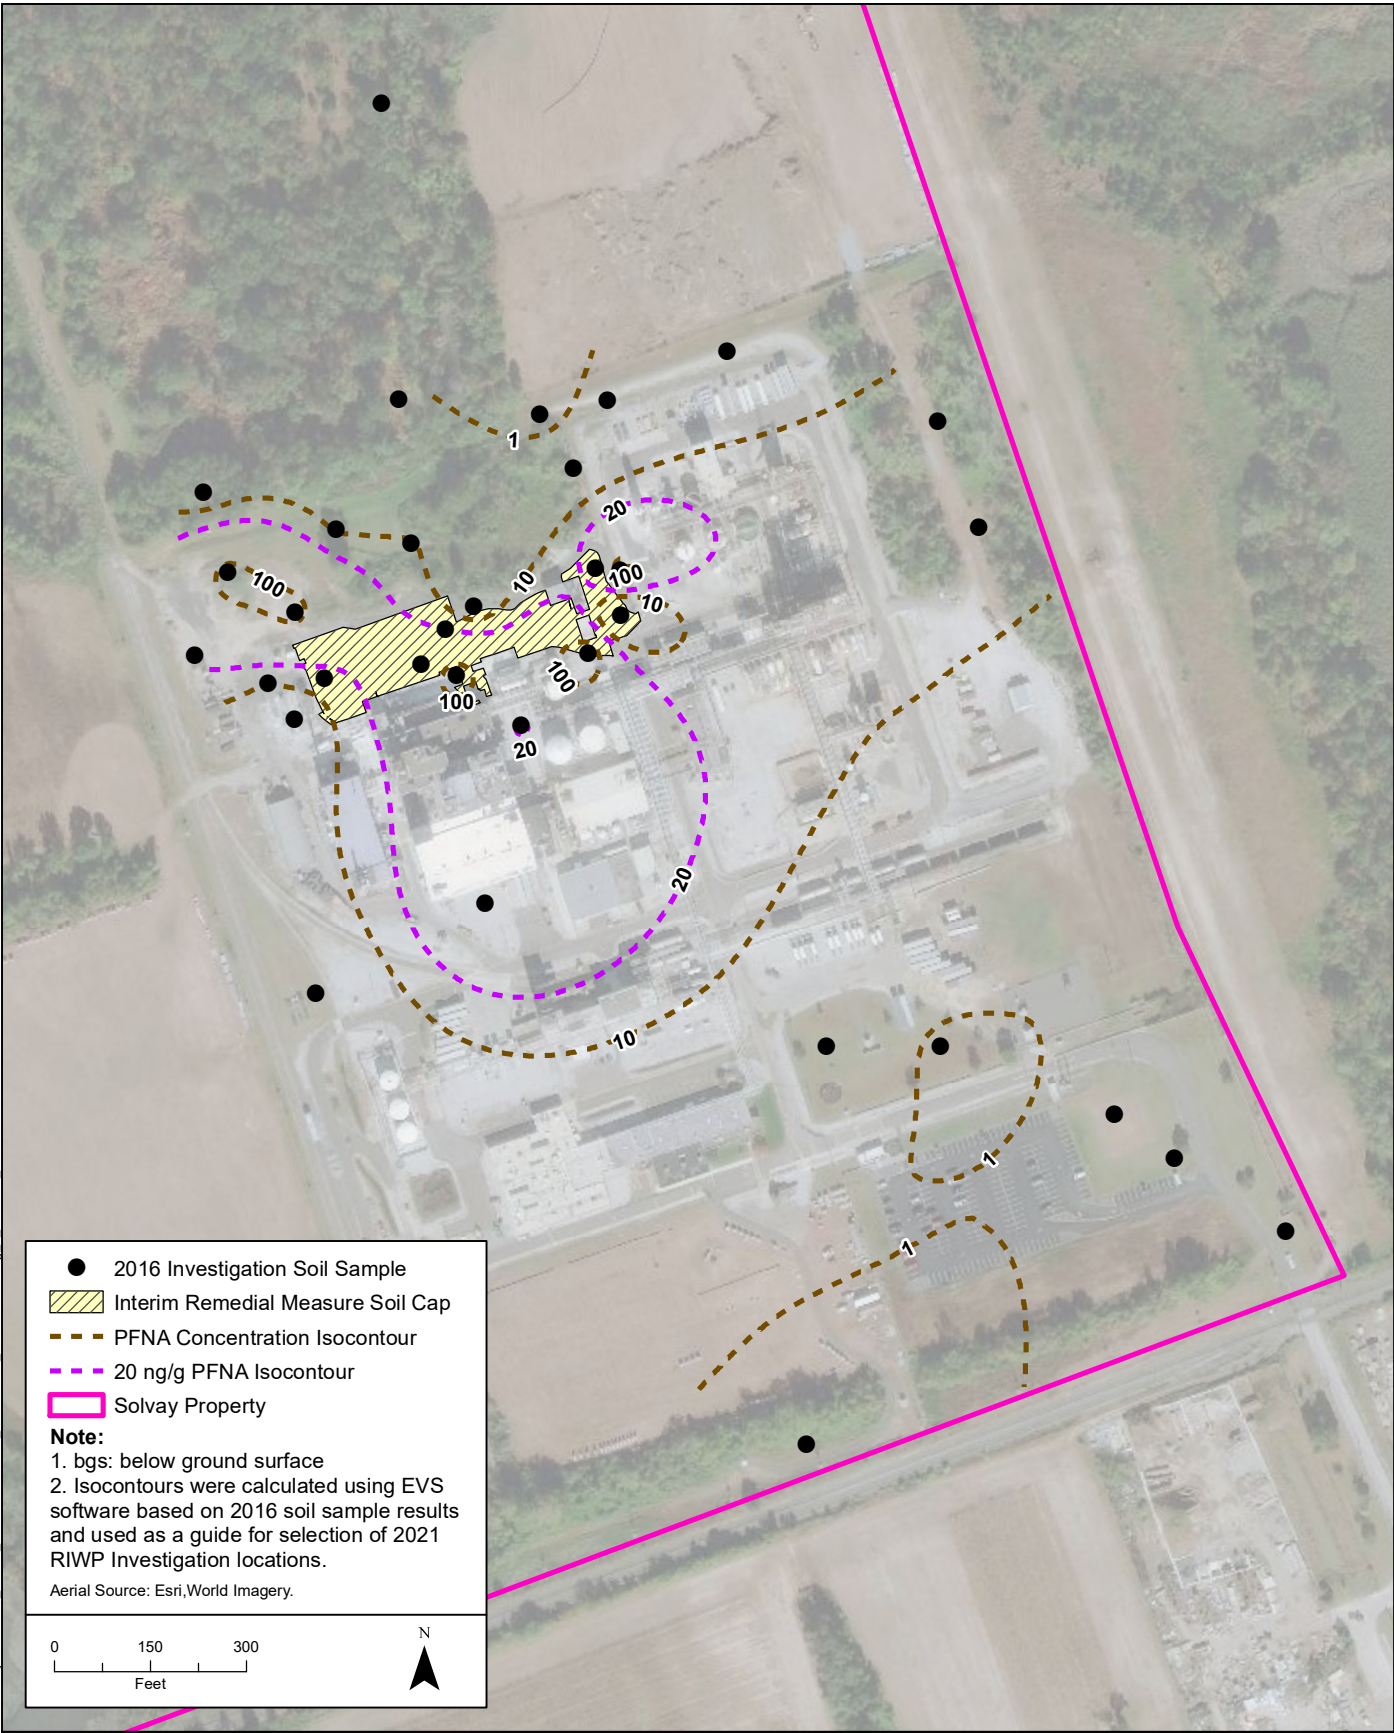 1
20
10
100
100
10
100
100
20
20
10
1
1
2016 Investigation Soil Sample
Interim Remedial Measure Soil Cap
PFNA Concentration Isocontour
20 ng/g PFNA Isocontour
Solvay Property
Note:
1. bgs: below ground surface
2. Isocontours were calculated using EVS
software based on 2016 soil sample results
and used as a guide for selection of 2021
RIWP Investigation locations.
Aerial Source: Esri,World Imagery.
0 150 300
Feet
N